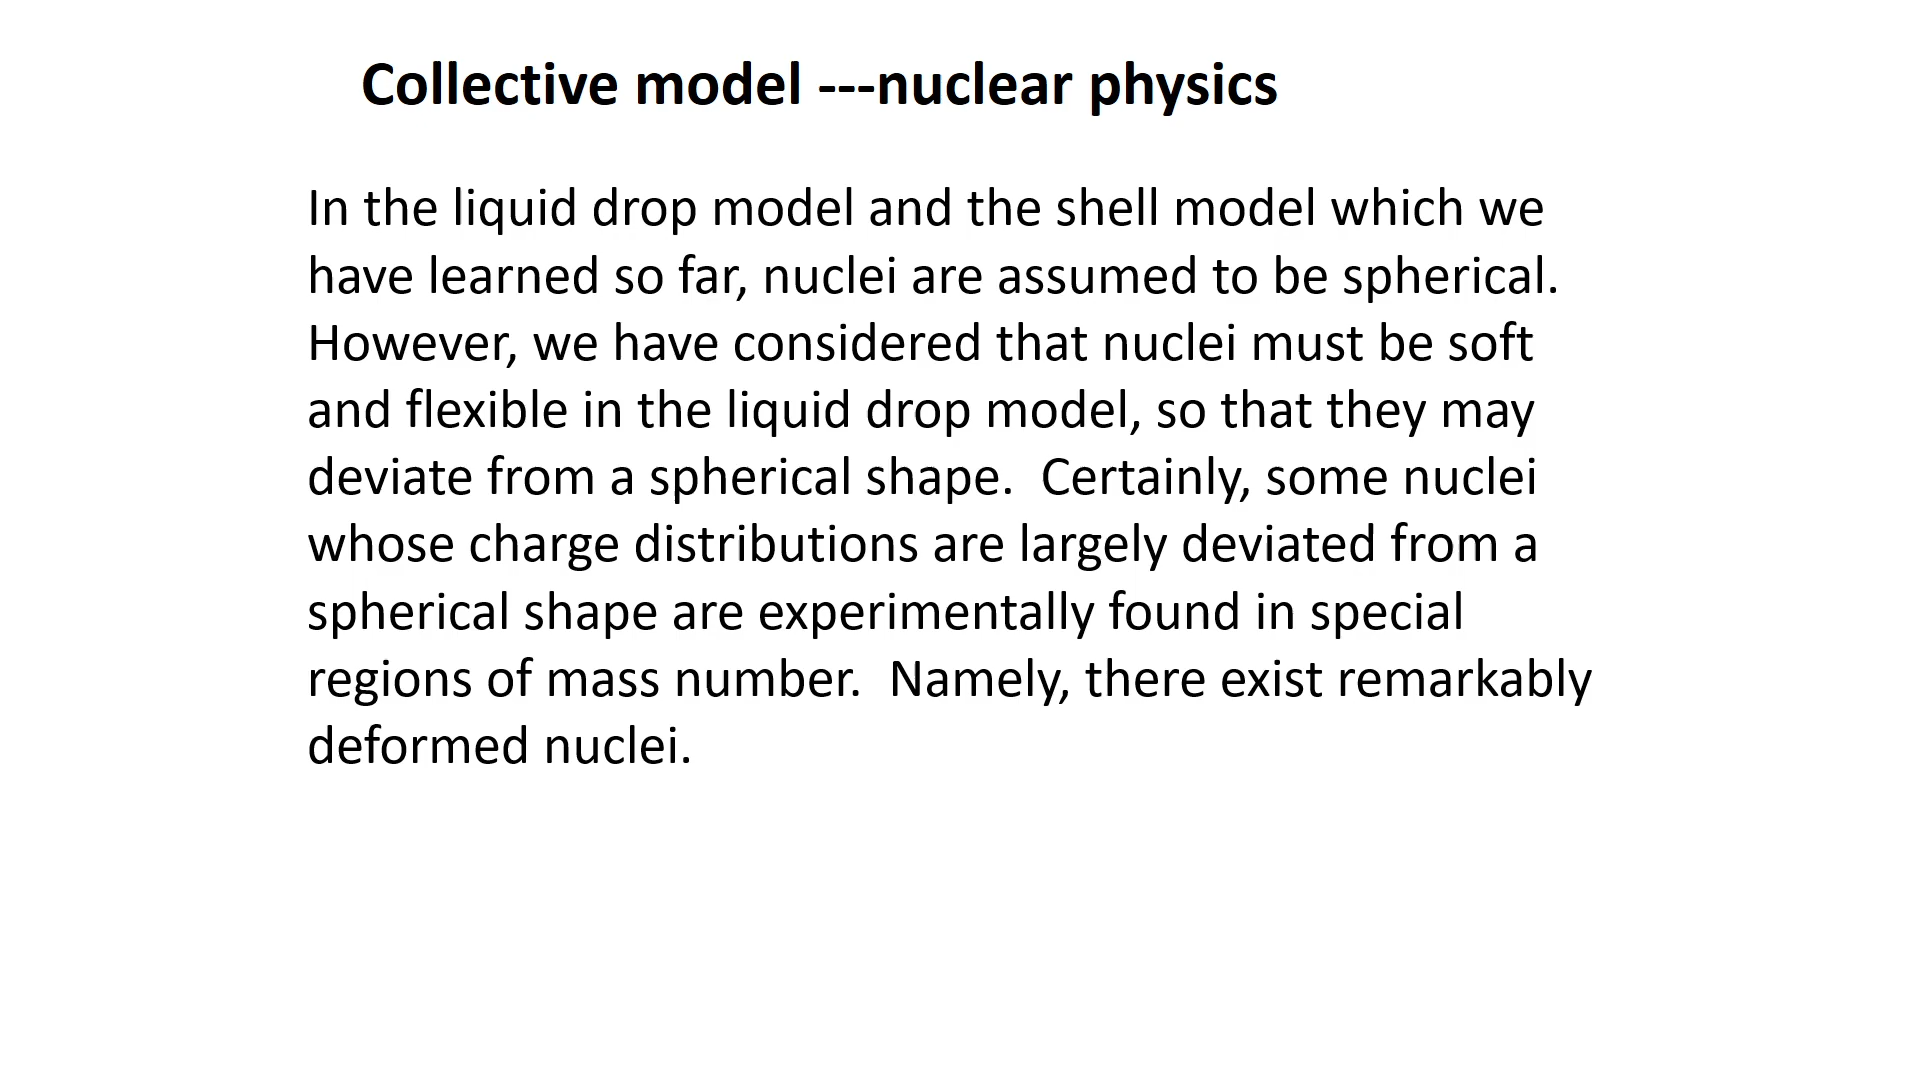 Collective model ---nuclear physics
In the liquid drop model and the shell model which we
have learned so far, nuclei are assumed to be spherical.
However, we have considered that nuclei must be soft
and flexible in the liquid drop model, so that they may
deviate from a spherical shape.  Certainly, some nuclei
whose charge distributions are largely deviated from a
spherical shape are experimentally found in special
regions of mass number.  Namely, there exist remarkably
deformed nuclei.